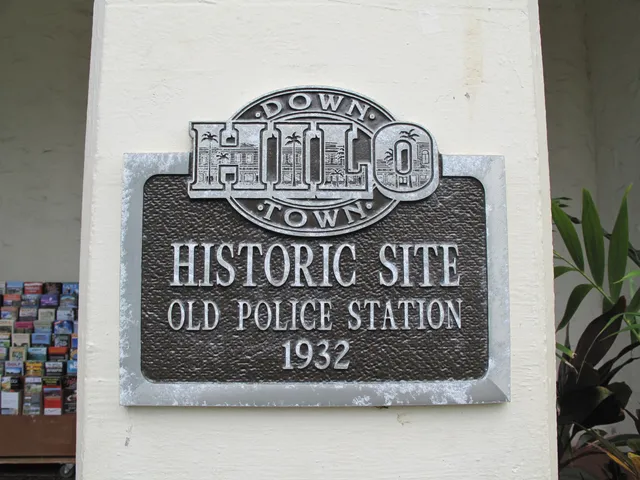 DOWN
HILO
TOWN
HISTORIC SITE
OLD POLICE STATION
1932